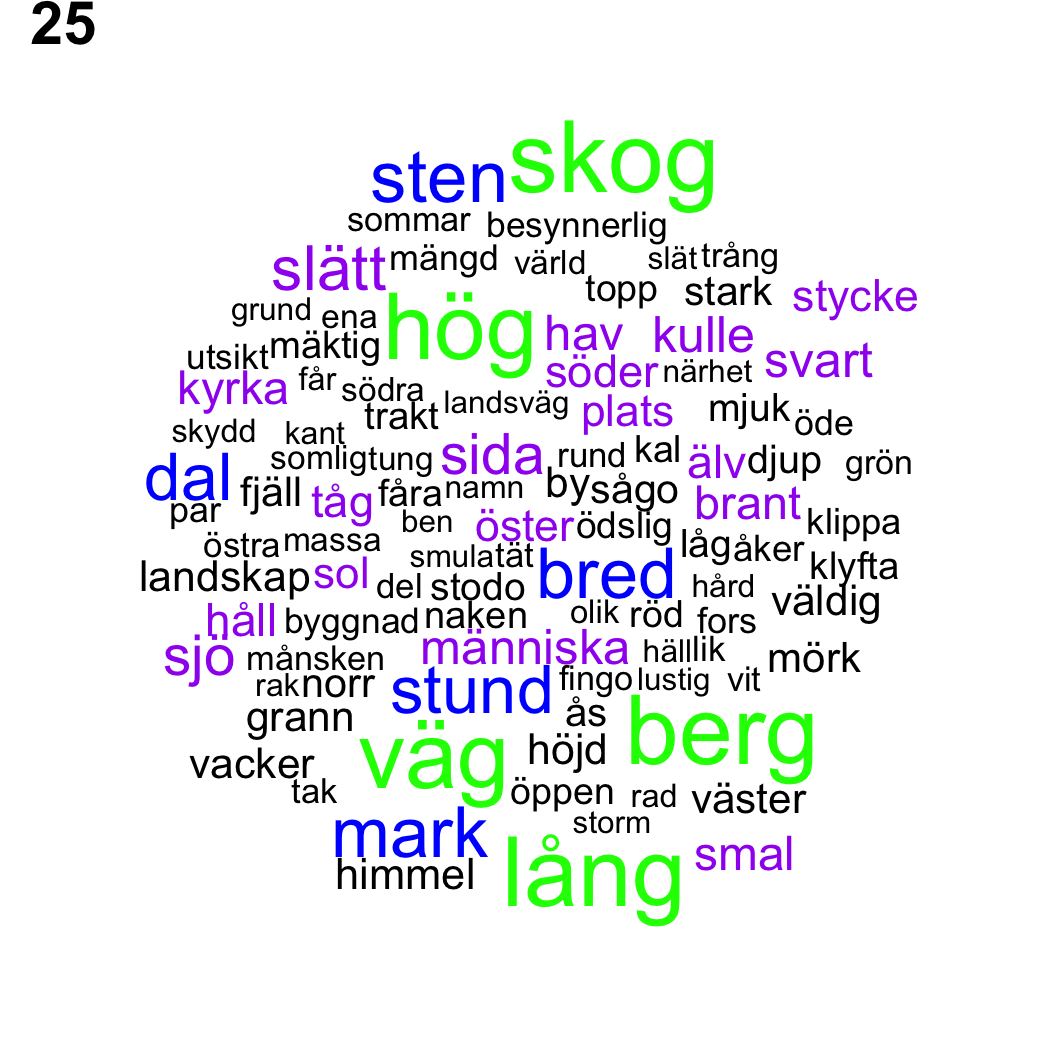 25
skog
sten
sommar besynnerlig
slätt mängd värld slät trång
topp stark stycke
grund ena hög hav kulle
utsikt mäktig söder närhet svart
kyrka får södra landsväg plats mjuk öde
trakt
skydd kant
somlig tung sida rund kal älv djup grön
dal fjäll tåg fåra namn by sågo brant
par ben öster ödslig klippa
östra massa smula tät låg åker
landskap sol del stodo bred hård klyfta
väldig
håll byggnad naken olik röd fors
sjö månsken människa häll lik mörk
rak norr stund fingo lustig vit
grann ås berg
vacker väg höjd
tak öppen rad väster
mark storm
himmel lång smal